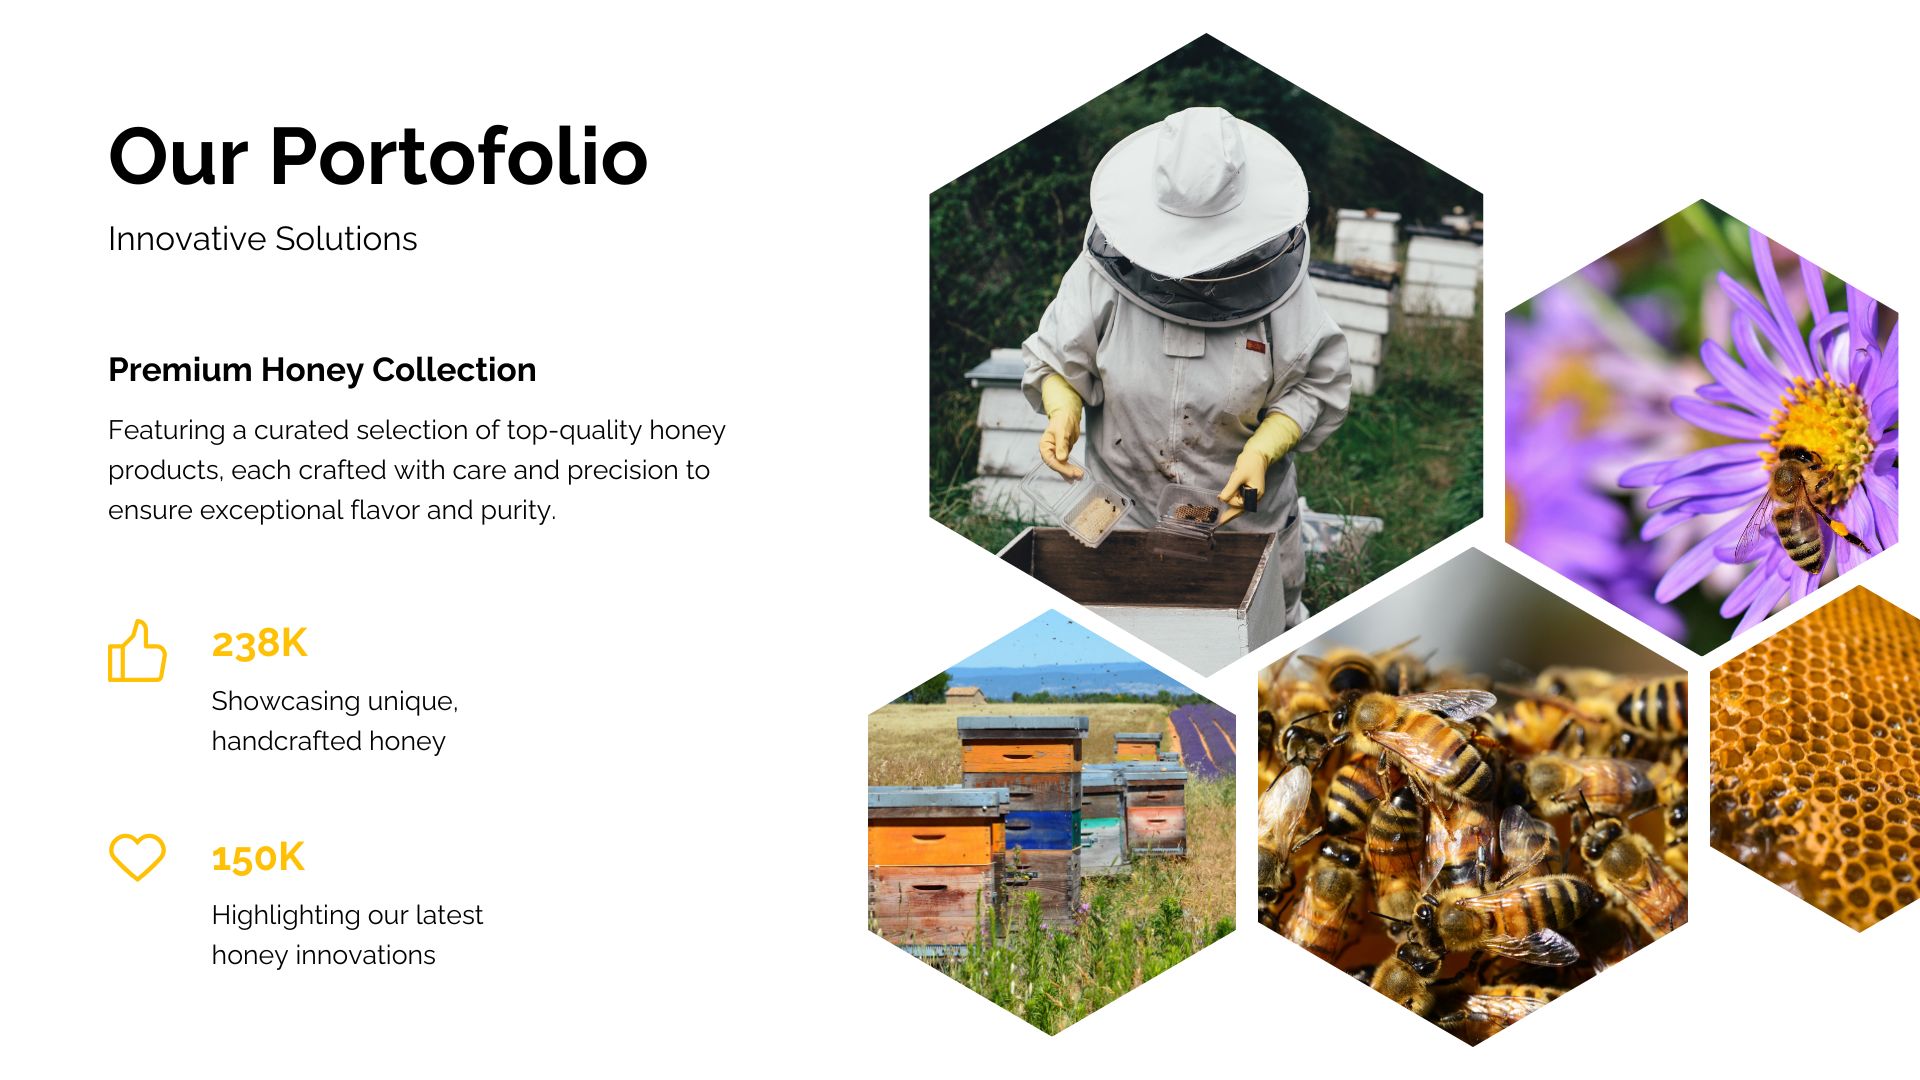 Our Portofolio
Innovative Solutions
Premium Honey Collection
Featuring a curated selection of top-quality honey
products, each crafted with care and precision to
ensure exceptional flavor and purity.
238K
Showcasing unique,
handcrafted honey
150K
Highlighting our latest
honey innovations